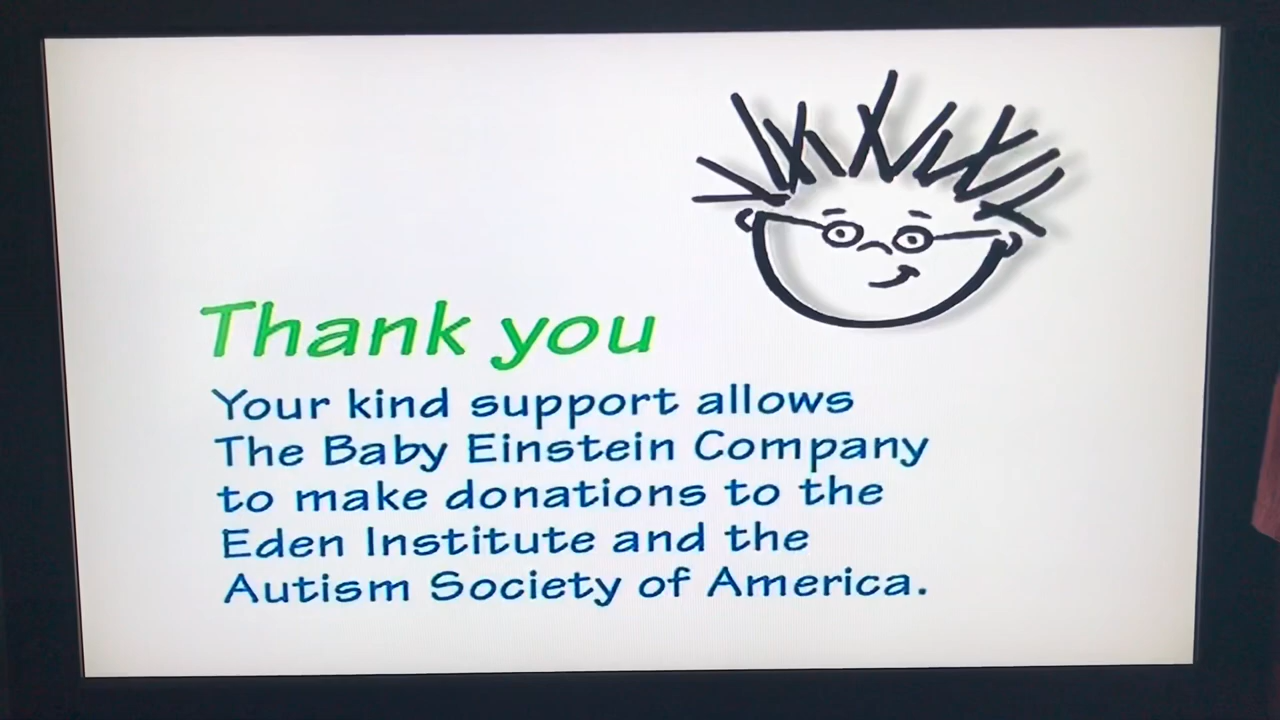 Thank you
Your kind support allows
The Baby Einstein Company
to make donations to the
Eden Institute and the
Autism Society of America.